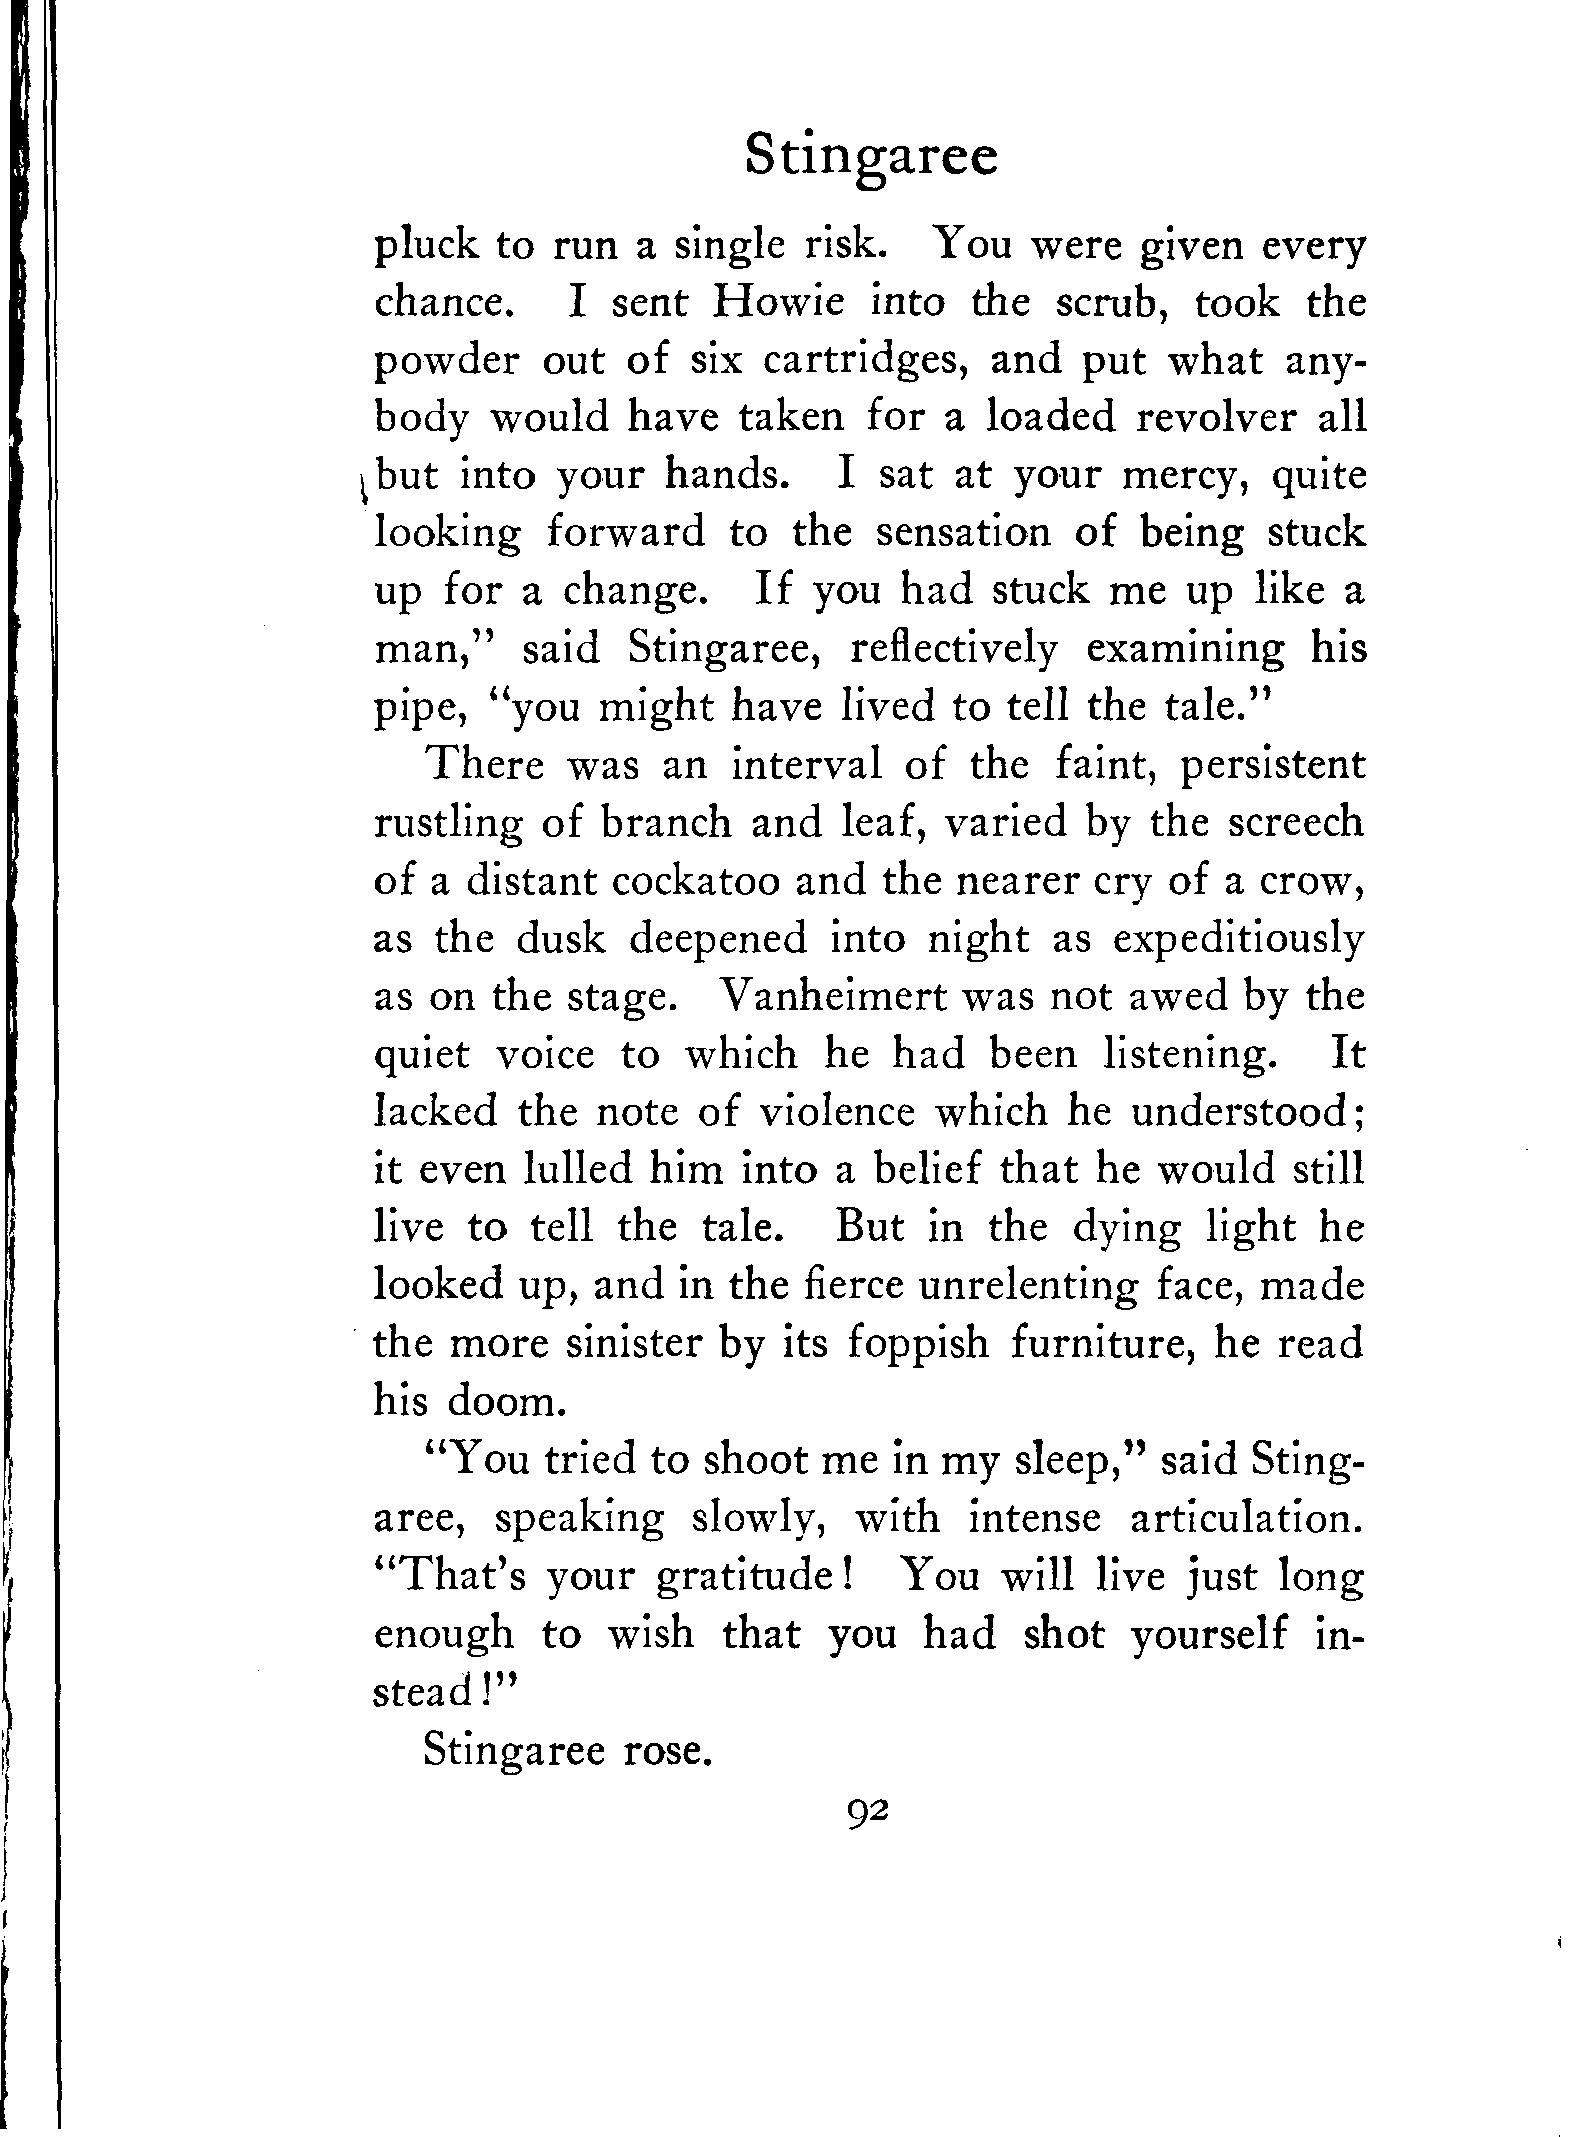 Stingaree
pluck to run a single risk. You were given every
chance. I sent Howie into the scrub, took the
powder out of six cartridges, and put what any-
body would have taken for a loaded revolver all
but into your hands. I sat at your mercy, quite
looking forward to the sensation of being stuck
up for a change. If you had stuck me up like a
man,” said Stingaree, reflectively examining his
pipe, “you might have lived to tell the tale.”
There was an interval of the faint, persistent
rustling of branch and leaf, varied by the screech
of a distant cockatoo and the nearer cry of a crow,
as the dusk deepened into night as expeditiously
as on the stage. Vanheimert was not awed by the
quiet voice to which he had been listening. It
lacked the note of violence which he understood;
it even lulled him into a belief that he would still
live to tell the tale. But in the dying light he
looked up, and in the fierce unrelenting face, made
the more sinister by its foppish furniture, he read
his doom.
“You tried to shoot me in my sleep,” said Sting-
aree, speaking slowly, with intense articulation.
“That’s your gratitude! You will live just long
enough to wish that you had shot yourself in-
stead!”
Stingaree rose.
92